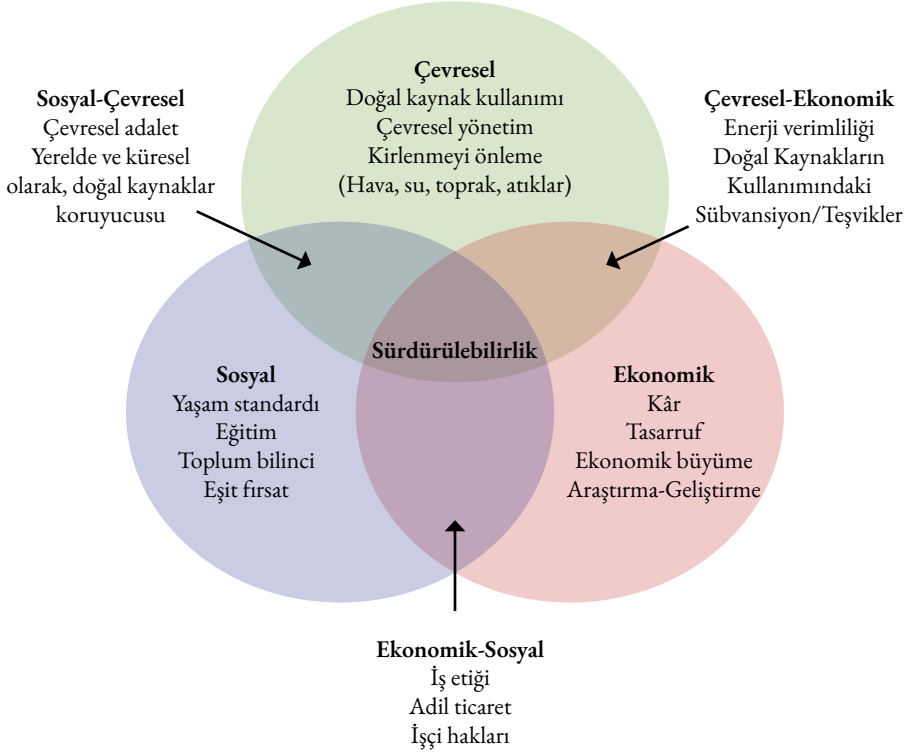 Çevresel
Doğal kaynak kullanımı
Çevresel yönetim
Kirlenmeyi önleme
(Hava, su, toprak, atıklar)
Sosyal-Çevresel
Çevresel adalet
Yerelde ve küresel
olarak, doğal kaynaklar
koruyucusu
Çevresel-Ekonomik
Enerji verimliliği
Doğal Kaynakların
Kullanımındaki
Sübvansiyon/Teşvikler
Sürdürülebilirlik
Sosyal
Yaşam standardı
Eğitim
Toplum bilinci
Eşit fırsat
Ekonomik
Kâr
Tasarruf
Ekonomik büyüme
Araştırma-Geliştirme
Ekonomik-Sosyal
İş etiği
Adil ticaret
İşçi hakları